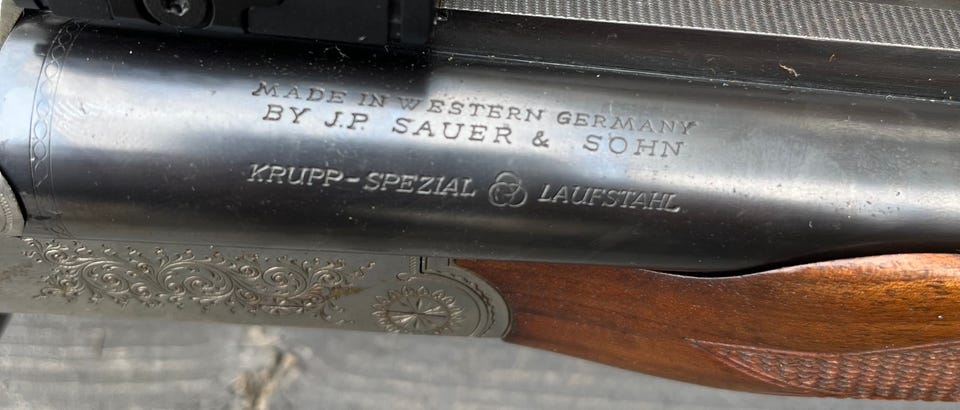 MADE IN WESTERN GERMANY
BY J.P. SAUER & SOHN
KRUPP-SPEZIAL LAUFSTAHL